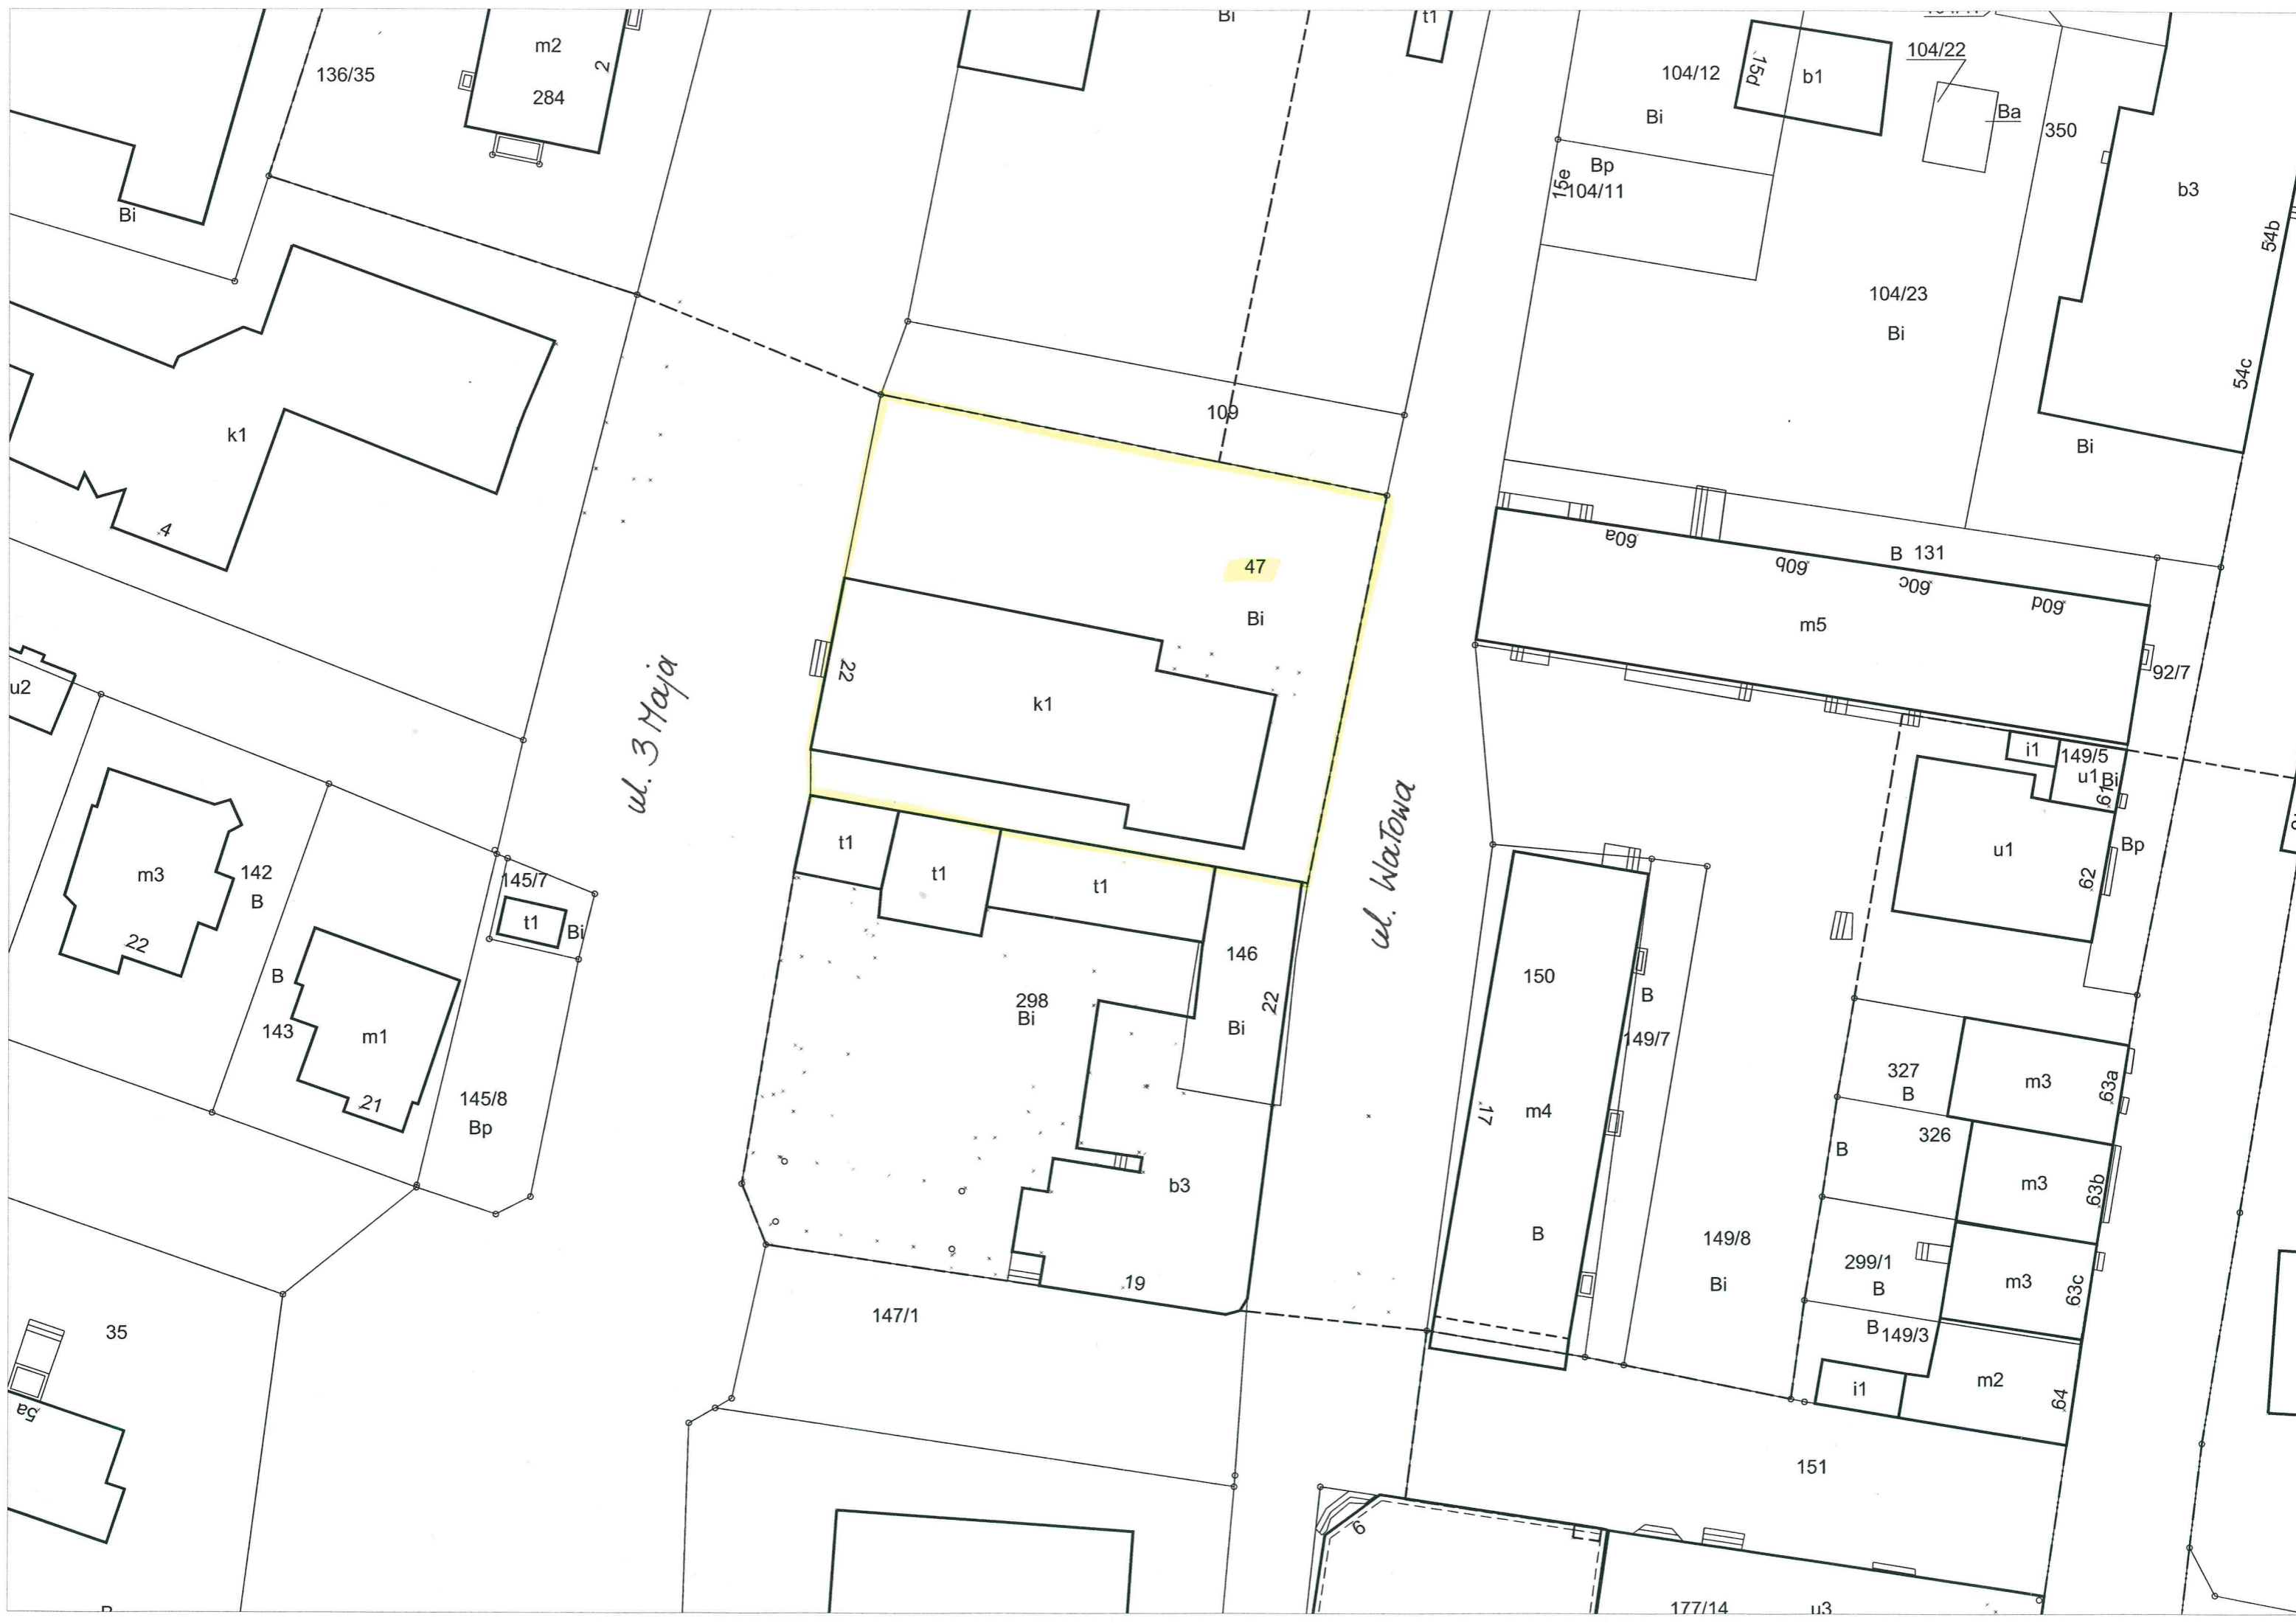 Bi
t1
m2
2
136/35
284
104/12
15d
b1
104/22
Ba
Bi
350
Bp
15e
104/11
b3
Bi
54b
104/23
Bi
54c
109
k1
Bi
4
47
60a
B 131
60b
60c
60d
Bi
m5
22
k1
92/7
u2
ul. 3 Maja
i1
149/5
u1
Bi
61
ul. Wałowa
t1
t1
t1
u1
Bp
62
m3
142
B
145/7
t1
Bi
22
146
150
B
B
298
Bi
22
Bi
143
m1
149/7
327
B
m3
63a
21
145/8
Bp
17
m4
326
B
m3
63b
b3
B
149/8
Bi
299/1
B
m3
63c
19
147/1
35
B
149/3
i1
m2
64
5a
151
6
177/14
u3